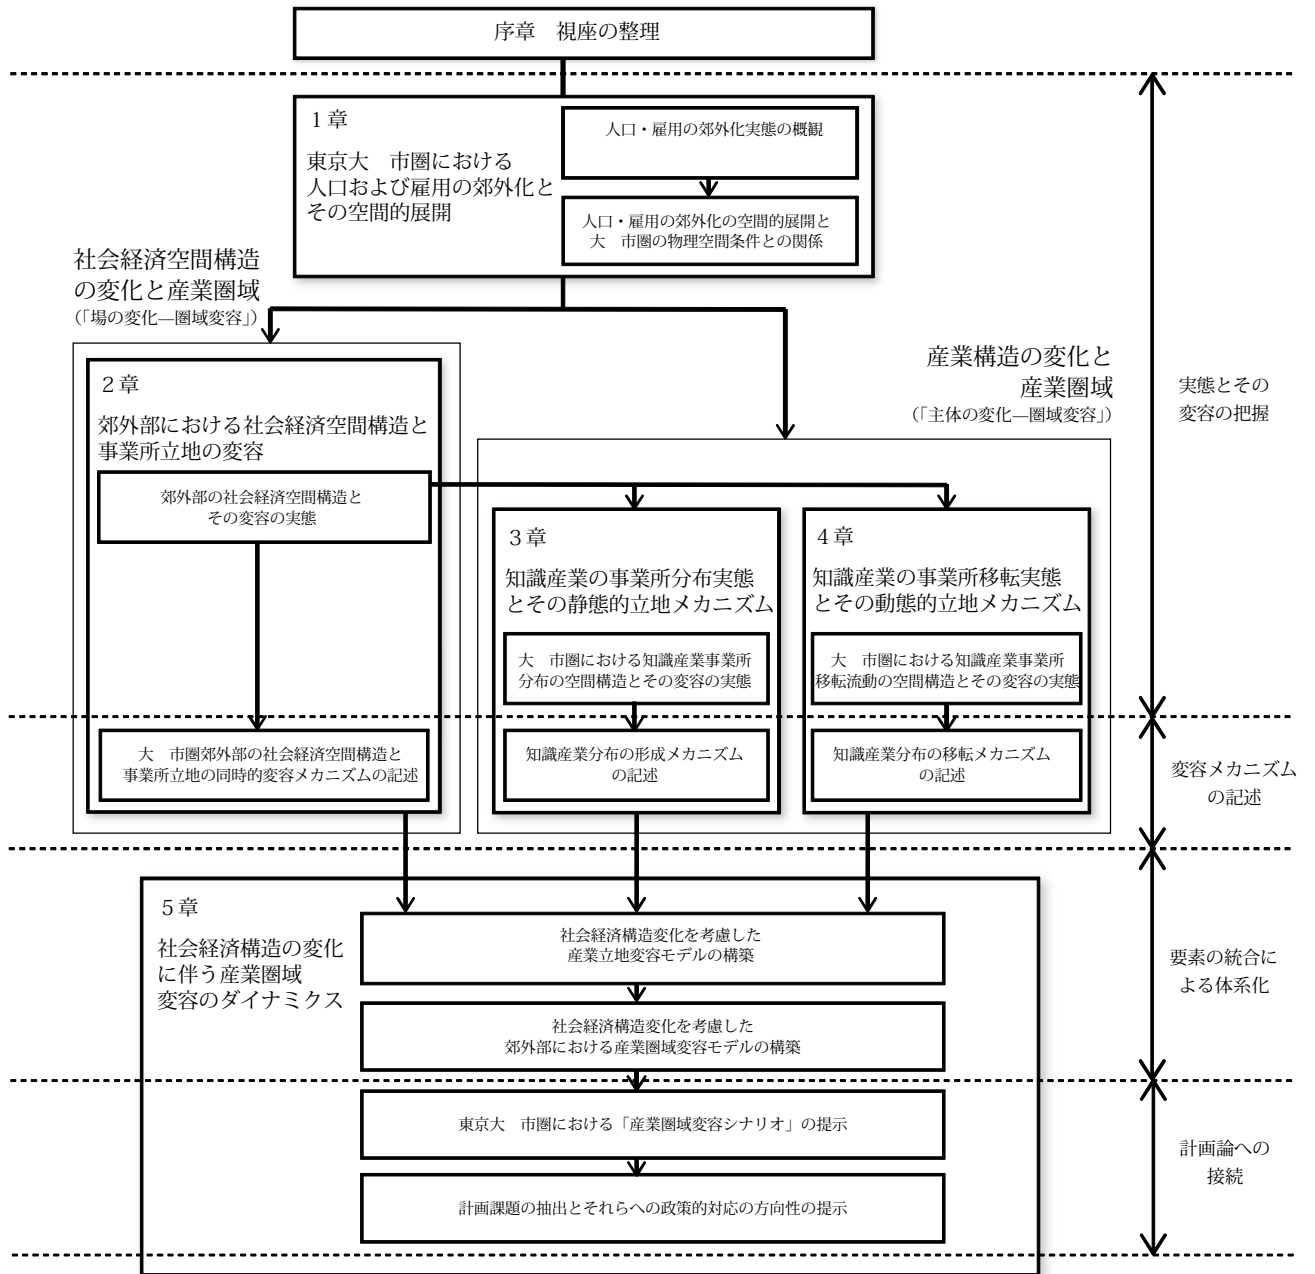 序章　視座の整理
1章
東京大　市圏における
人口および雇用の郊外化と
その空間的展開
人口・雇用の郊外化実態の概観
人口・雇用の郊外化の空間的展開と
大　市圏の物理空間条件との関係
社会経済空間構造
の変化と産業圏域
(「場の変化―圏域変容」)
産業構造の変化と
産業圏域
(「主体の変化―圏域変容」)
実態とその
変容の把握
2章
郊外部における社会経済空間構造と
事業所立地の変容
郊外部の社会経済空間構造と
その変容の実態
大　市圏郊外部の社会経済空間構造と
事業所立地の同時的変容メカニズムの記述
3章
知識産業の事業所分布実態
とその静態的立地メカニズム
大　市圏における知識産業事業所
分布の空間構造とその変容の実態
知識産業分布の形成メカニズム
の記述
4章
知識産業の事業所移転実態
とその動態的立地メカニズム
大　市圏における知識産業事業所
移転流動の空間構造とその変容の実態
知識産業分布の移転メカニズム
の記述
変容メカニズム
の記述
5章
社会経済構造の変化
に伴う産業圏域
変容のダイナミクス
社会経済構造変化を考慮した
産業立地変容モデルの構築
社会経済構造変化を考慮した
郊外部における産業圏域変容モデルの構築
要素の統合に
よる体系化
東京大　市圏における「産業圏域変容シナリオ」の提示
計画課題の抽出とそれらへの政策的対応の方向性の提示
計画論への
接続